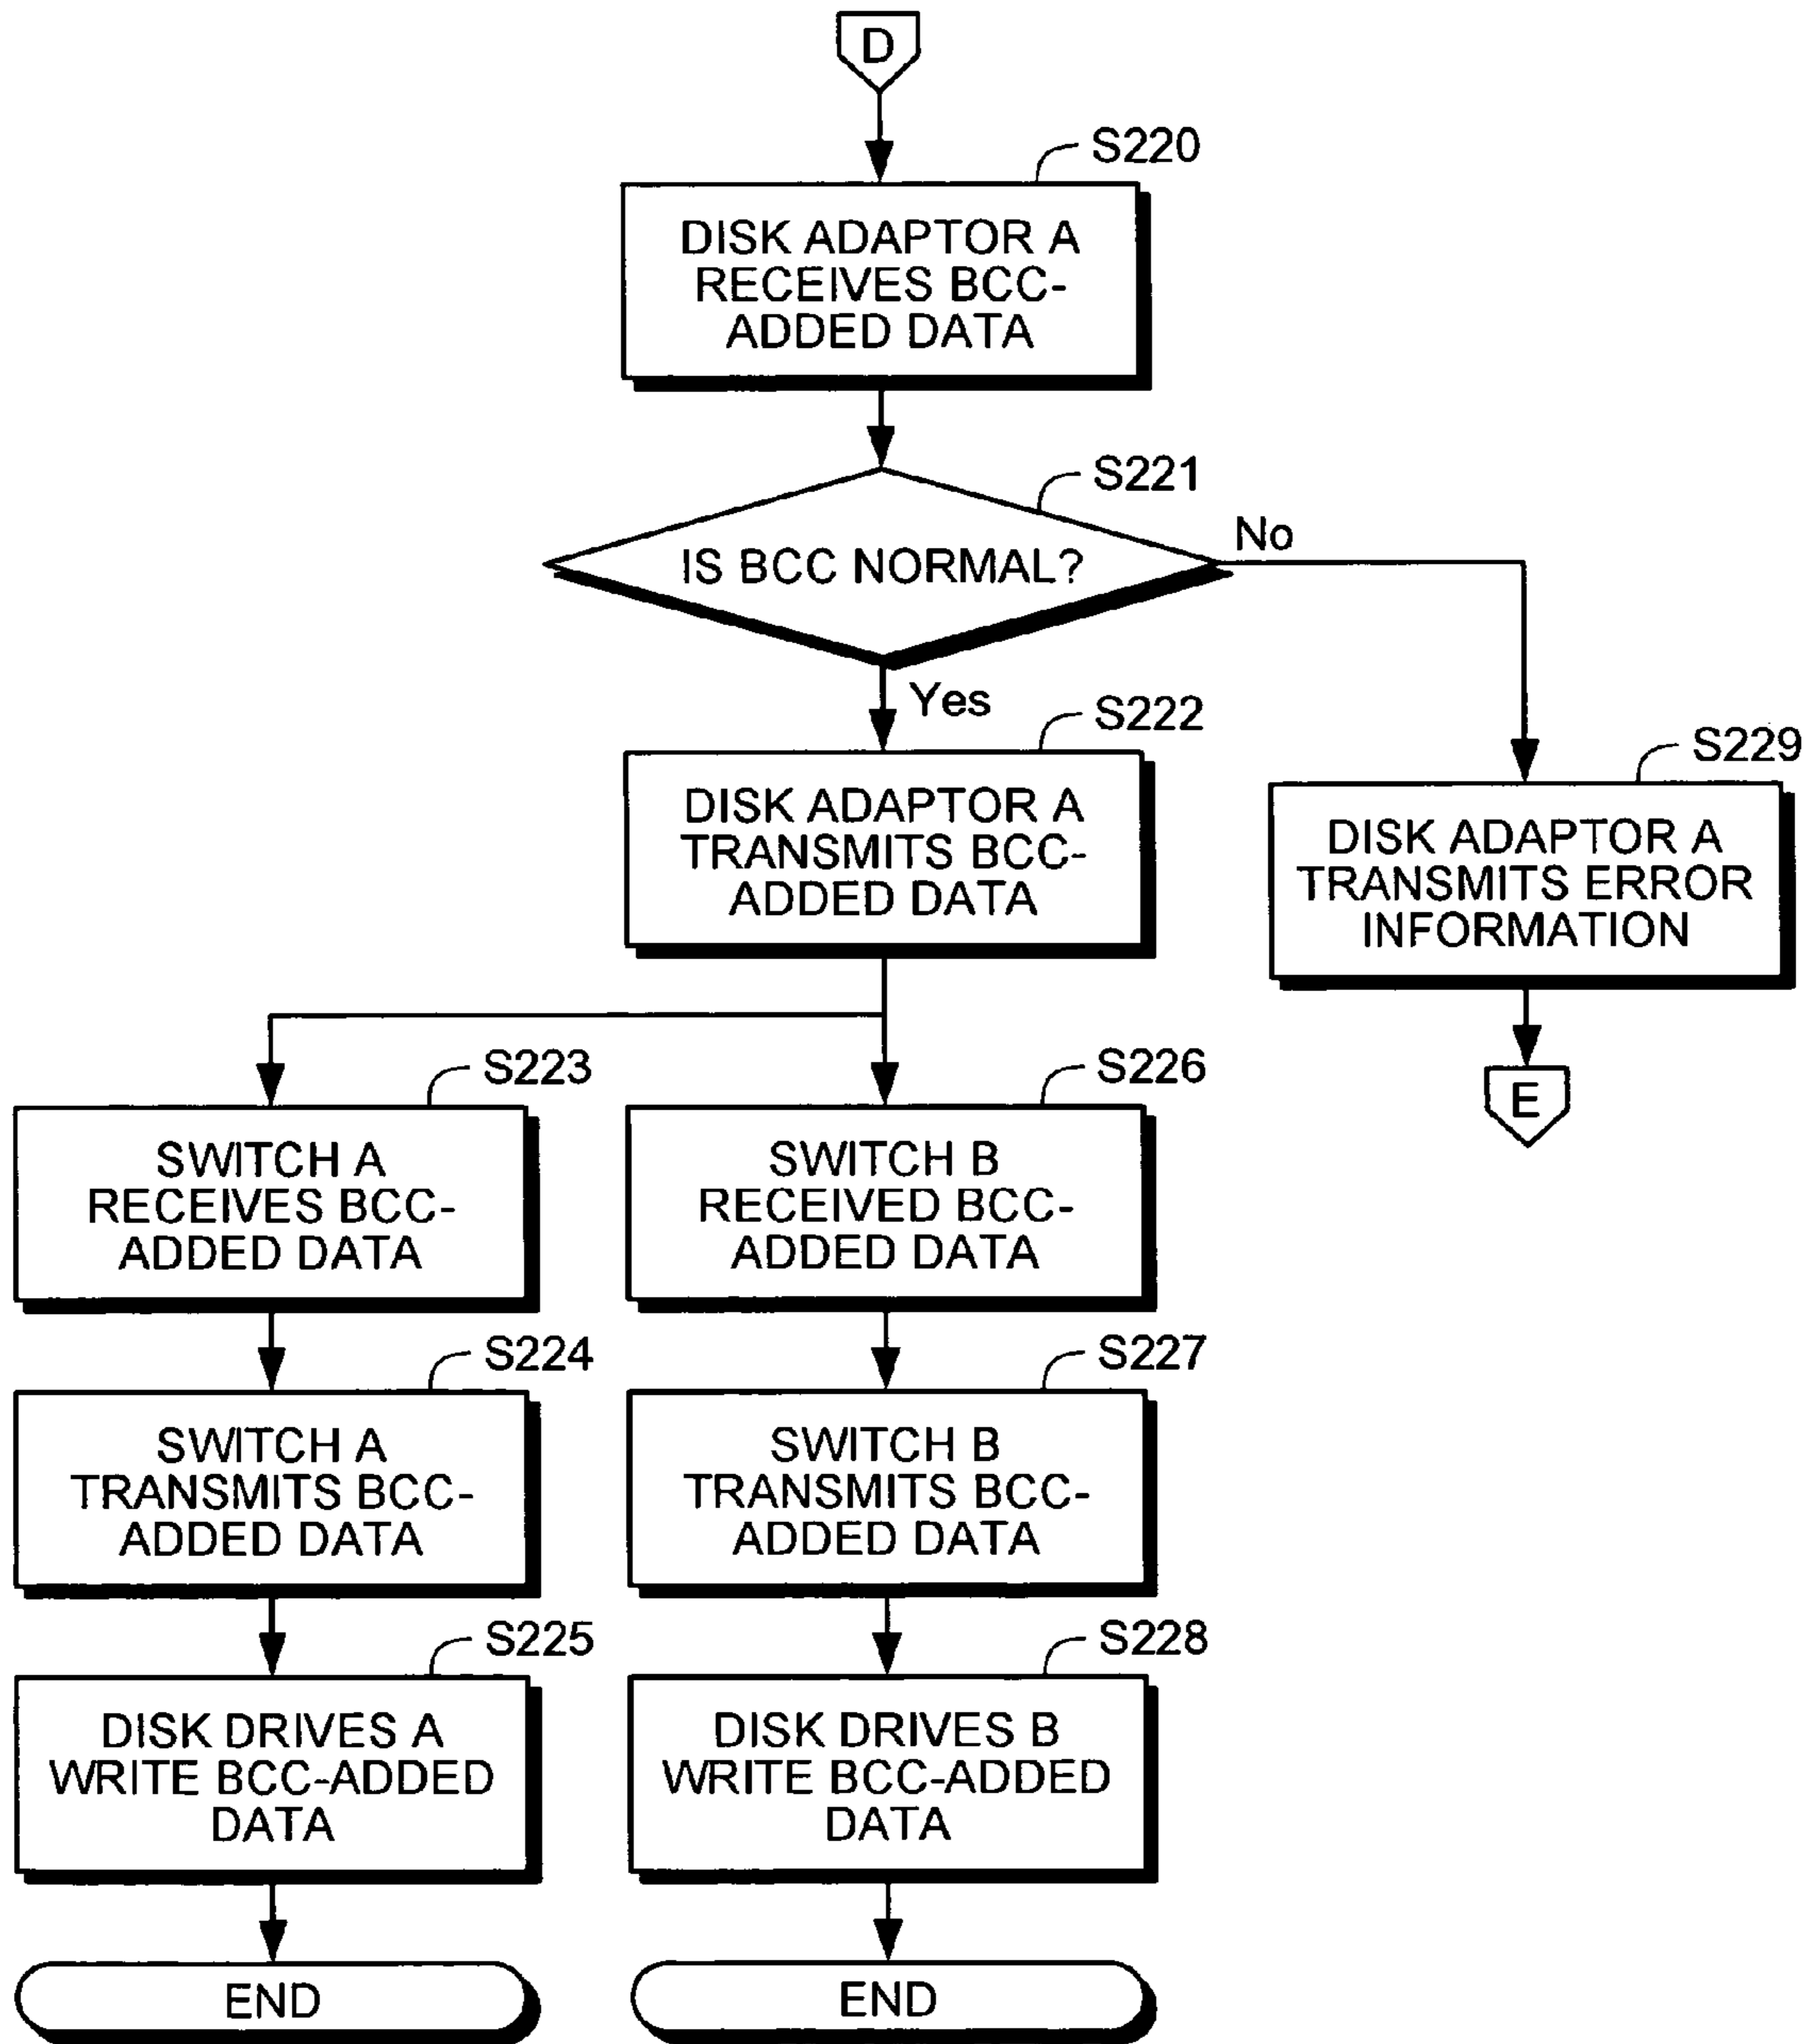 D
S220
DISK ADAPTOR A
RECEIVES BCC-
ADDED DATA
S221
IS BCC NORMAL?
No
Yes
S222
DISK ADAPTOR A
TRANSMITS BCC-
ADDED DATA
S229
DISK ADAPTOR A
TRANSMITS ERROR
INFORMATION
E
S223
SWITCH A
RECEIVES BCC-
ADDED DATA
S224
SWITCH A
TRANSMITS BCC-
ADDED DATA
S225
DISK DRIVES A
WRITE BCC-ADDED
DATA
END
S226
SWITCH B
RECEIVED BCC-
ADDED DATA
S227
SWITCH B
TRANSMITS BCC-
ADDED DATA
S228
DISK DRIVES B
WRITE BCC-ADDED
DATA
END